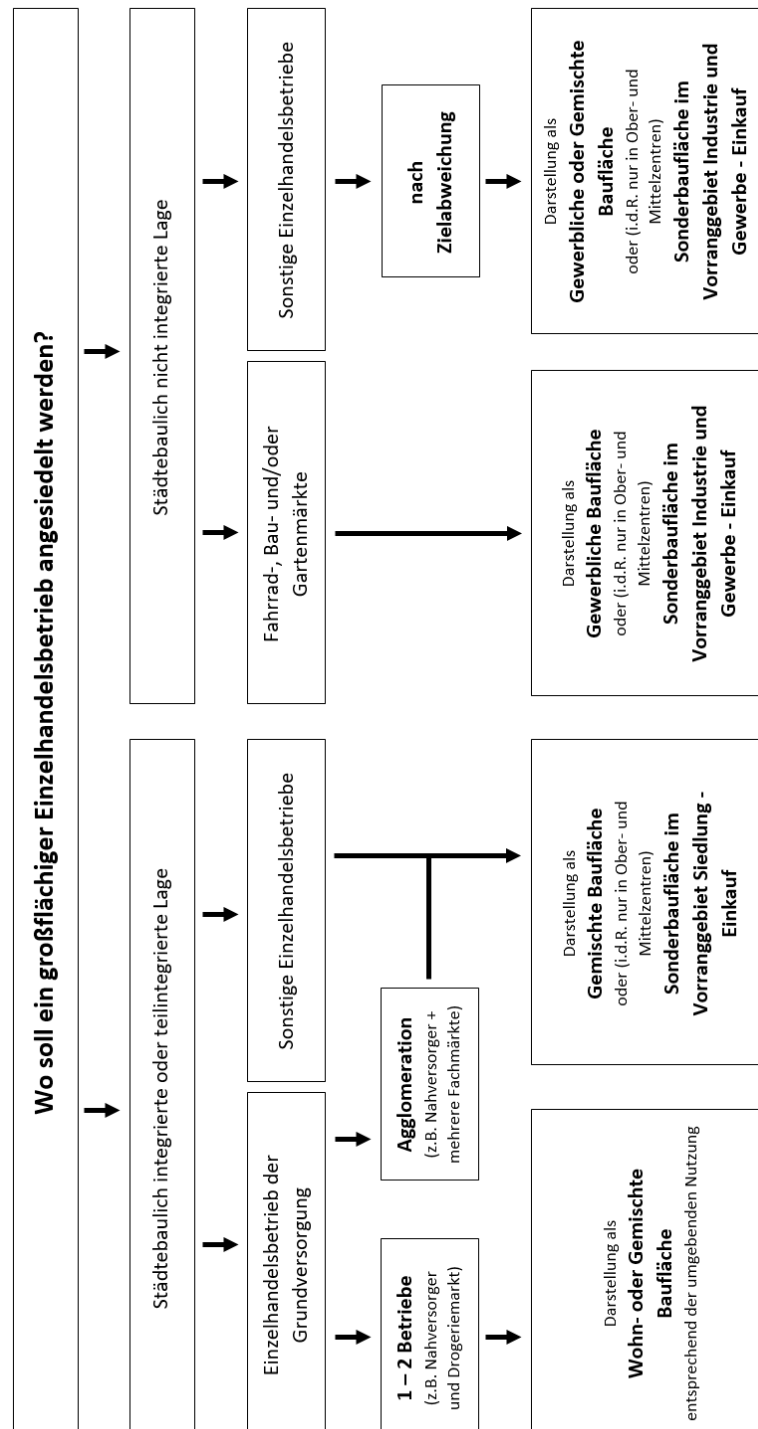 Wo soll ein großflächiger Einzelhandelsbetrieb angesiedelt werden?
Städtebaulich integrierte oder teilintegrierte Lage
Städtebaulich nicht integrierte Lage
Einzelhandelsbetrieb der
Grundversorgung
Sonstige Einzelhandelsbetriebe
Fahrrad-, Bau- und/oder
Gartenmärkte
Sonstige Einzelhandelsbetriebe
1 – 2 Betriebe
(z.B. Nahversorger
und Drogeriemarkt)
Agglomeration
(z.B. Nahversorger +
mehrere Fachmärkte)
nach
Zielabweichung
Darstellung als
Wohn- oder Gemischte
Baufläche
entsprechend der umgebenden Nutzung
Darstellung als
Gemischte Baufläche
oder (i.d.R. nur in Ober- und
Mittelzentren)
Sonderbaufläche im
Vorranggebiet Siedlung -
Einkauf
Darstellung als
Gewerbliche Baufläche
oder (i.d.R. nur in Ober- und
Mittelzentren)
Sonderbaufläche im
Vorranggebiet Industrie und
Gewerbe - Einkauf
Darstellung als
Gewerbliche oder Gemischte
Baufläche
oder (i.d.R. nur in Ober- und
Mittelzentren)
Sonderbaufläche im
Vorranggebiet Industrie und
Gewerbe - Einkauf